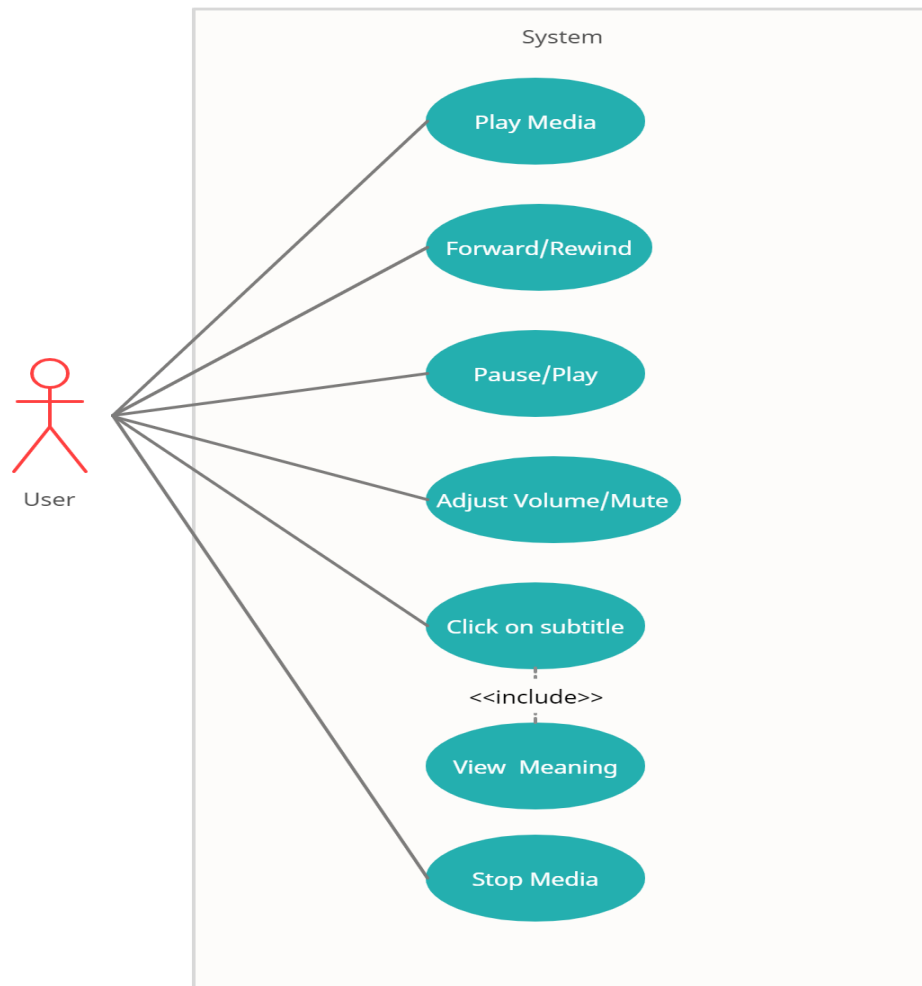 System
Play Media
Forward/Rewind
Pause/Play
Adjust Volume/Mute
User
Click on subtitle
<<include>>
View Meaning
Stop Media